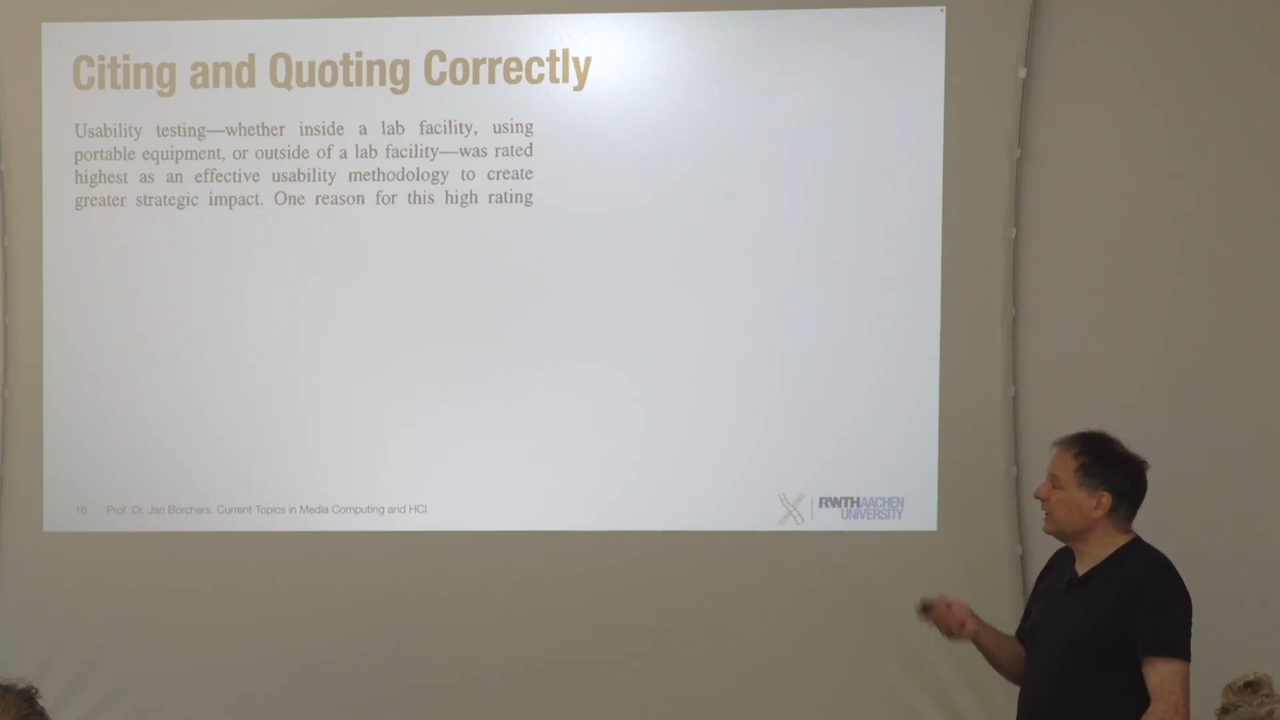 Citing and Quoting Correctly
Usability testing—whether inside a lab facility, using
portable equipment, or outside of a lab facility—was rated
highest as an effective usability methodology to create
greater strategic impact. One reason for this high rating
16 Prof. Dr. Jan Borchers: Current Topics in Media Computing and HCI
RWTHAACHEN
UNIVERSITY